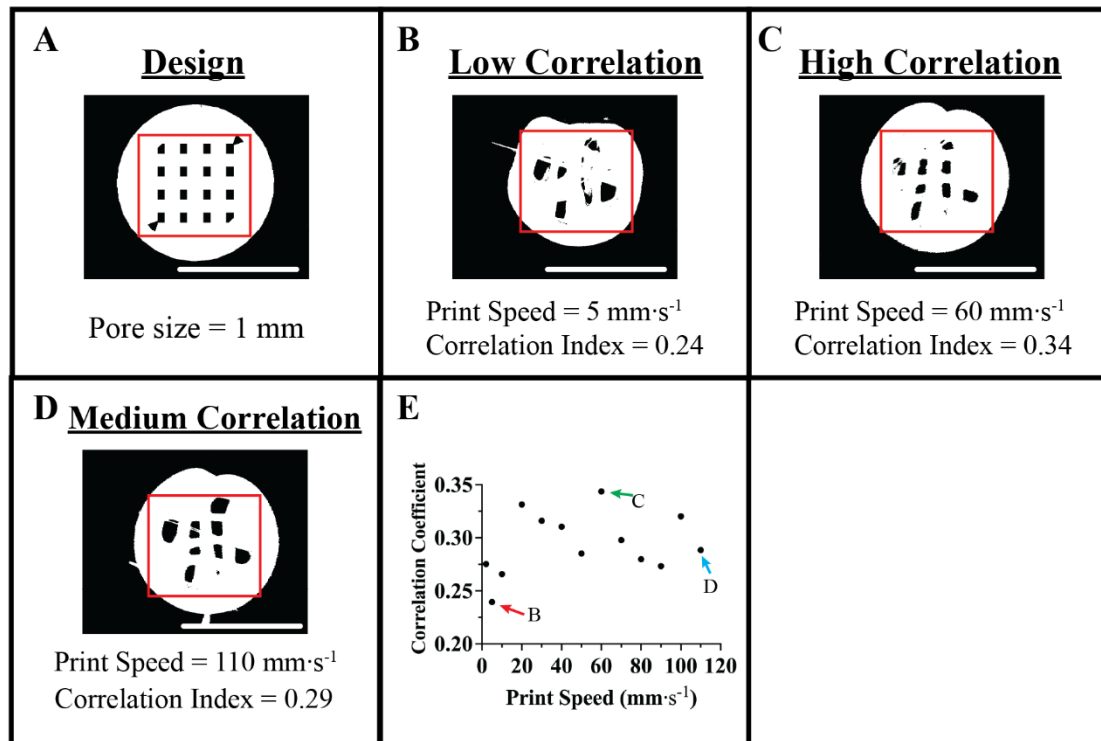 A
Design
Pore size = 1 mm
B
Low Correlation
Print Speed = 5 mm·s⁻¹
Correlation Index = 0.24
C
High Correlation
Print Speed = 60 mm·s⁻¹
Correlation Index = 0.34
D
Medium Correlation
Print Speed = 110 mm·s⁻¹
Correlation Index = 0.29
E
Correlation Coefficient
0.35
0.30
0.25
0.20
C
D
B
0 20 40 60 80 100 120
Print Speed (mm·s⁻¹)